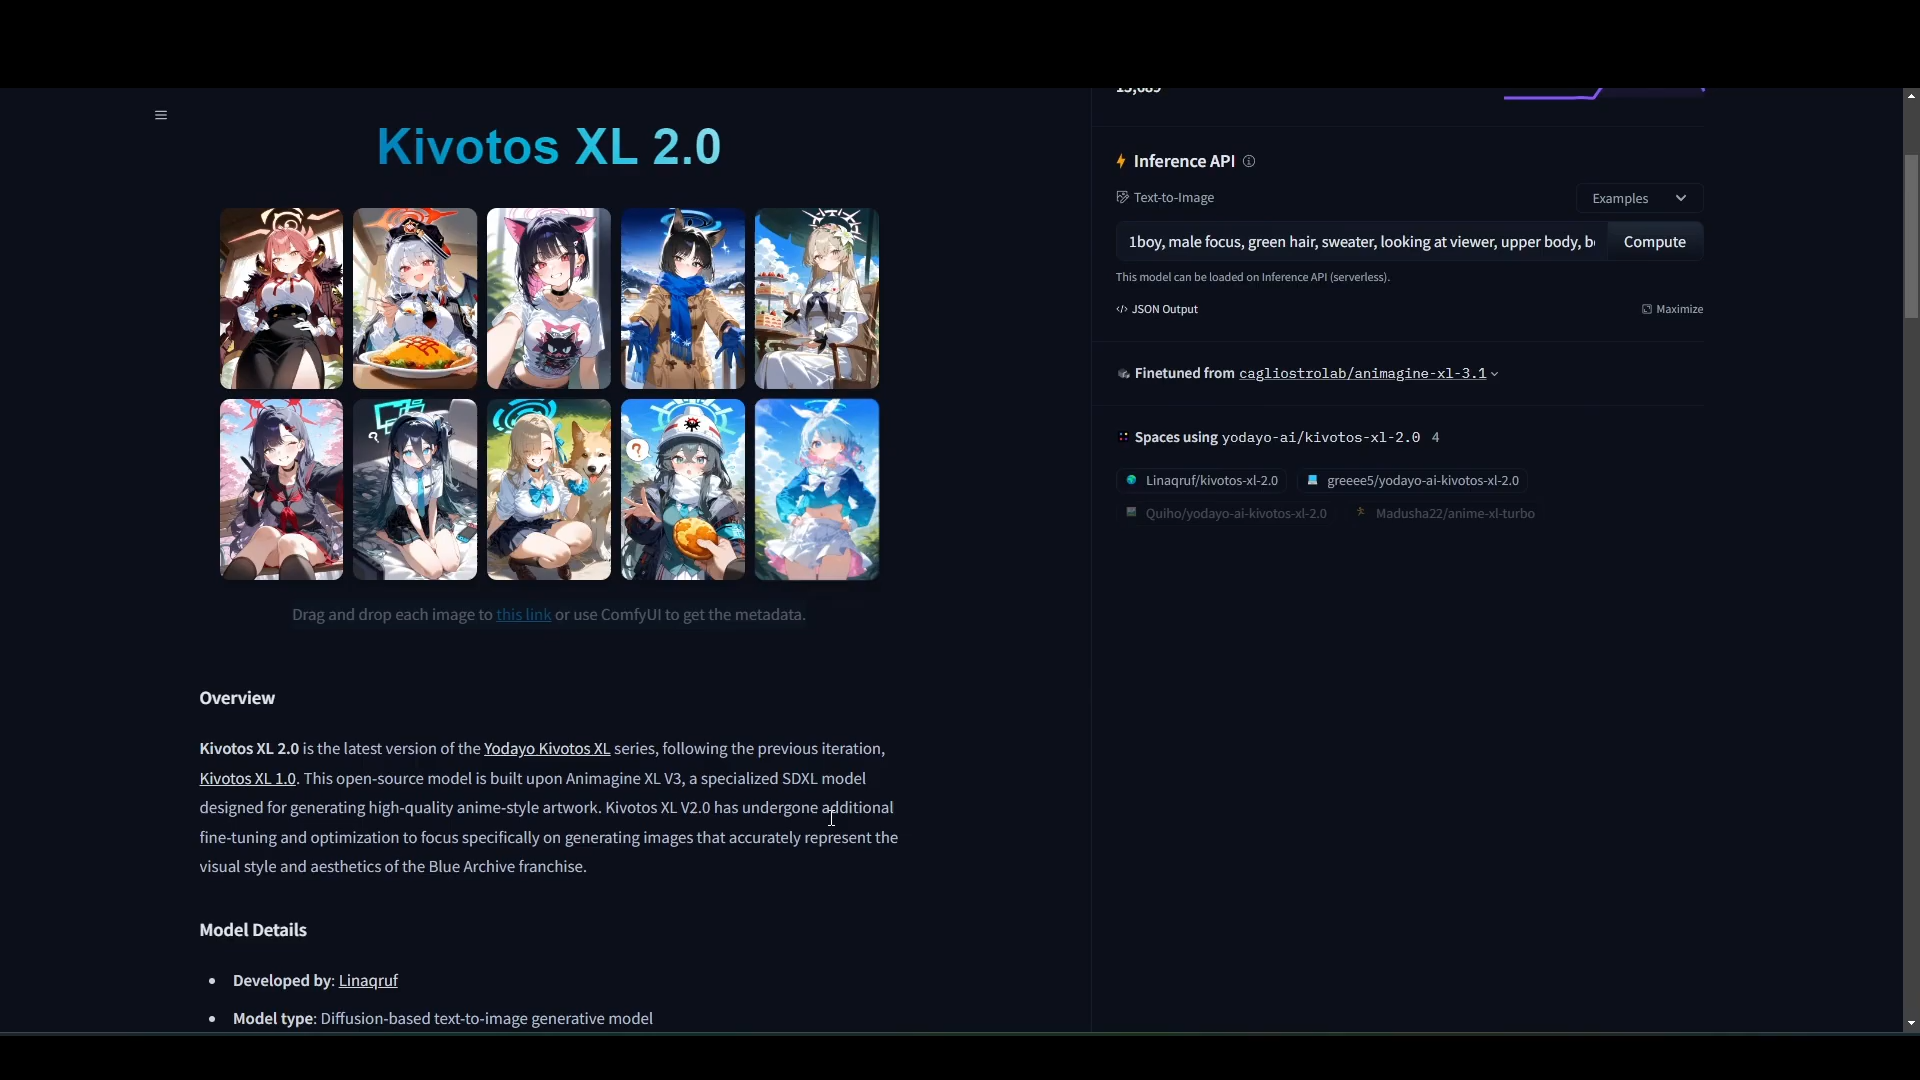 Kivotos XL 2.0
Drag and drop each image to this link or use ComfyUI to get the metadata.
Overview
Kivotos XL 2.0 is the latest version of the Yodayo Kivotos XL series, following the previous iteration,
Kivotos XL 1.0. This open-source model is built upon Animagine XL V3, a specialized SDXL model
designed for generating high-quality anime-style artwork. Kivotos XL V2.0 has undergone additional
fine-tuning and optimization to focus specifically on generating images that accurately represent the
visual style and aesthetics of the Blue Archive franchise.
Model Details
Developed by: Linaqruf
Model type: Diffusion-based text-to-image generative model
Inference API
Text-to-Image
Examples
1boy, male focus, green hair, sweater, looking at viewer, upper body, b
Compute
This model can be loaded on Inference API (serverless).
</> JSON Output
Maximize
Finetuned from cagliostrolab/animagine-xl-3.1
Spaces using yodayo-ai/kivotos-xl-2.0 4
Linaqruf/kivotos-xl-2.0
greeee5/yodayo-ai-kivotos-xl-2.0
Quiho/yodayo-ai-kivotos-xl-2.0
Madusha22/anime-xl-turbo